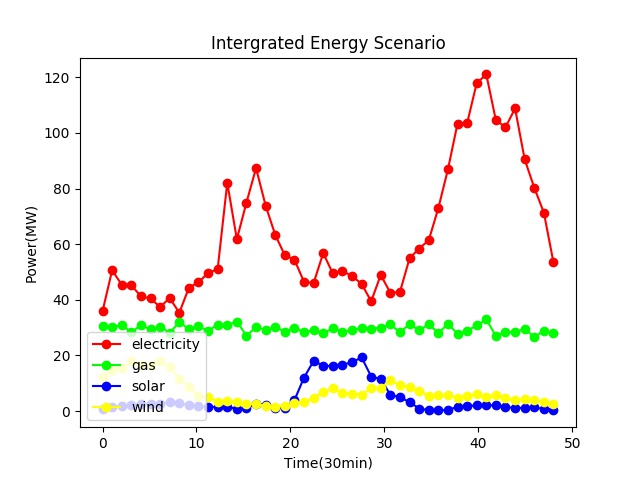 Intergrated Energy Scenario
Power(MW)
120
100
80
60
40
20
0
electricity
gas
solar
wind
0 10 20 30 40 50
Time(30min)